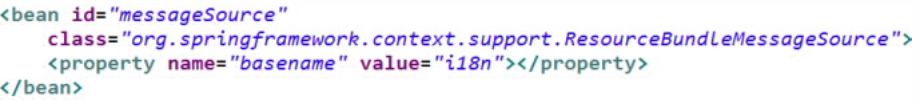 <bean id="messageSource"
class="org.springframework.context.support.ResourceBundleMessageSource">
<property name="basename" value="i18n"></property>
</bean>